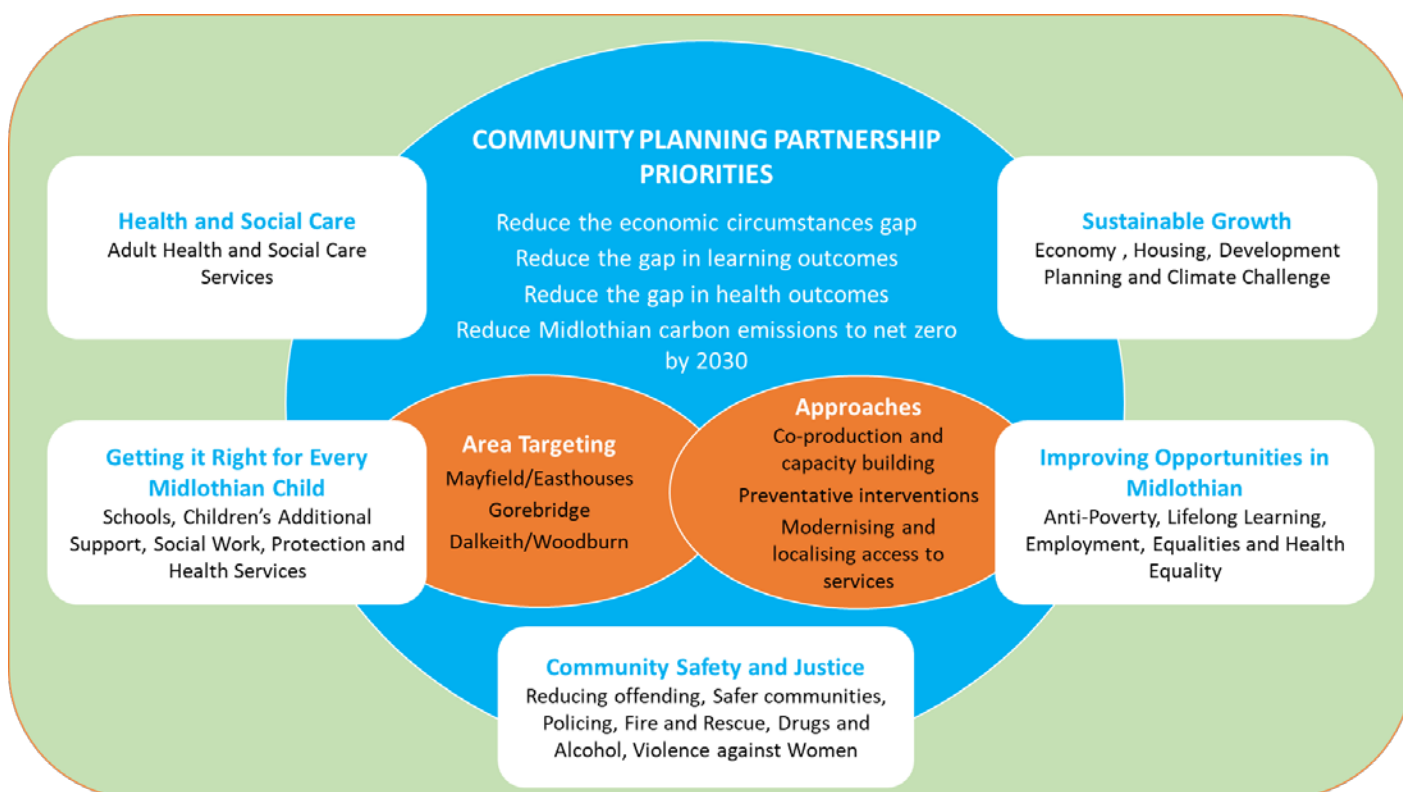 COMMUNITY PLANNING PARTNERSHIP
PRIORITIES
Reduce the economic circumstances gap
Reduce the gap in learning outcomes
Reduce the gap in health outcomes
Reduce Midlothian carbon emissions to net zero
by 2030
Health and Social Care
Adult Health and Social Care
Services
Sustainable Growth
Economy , Housing, Development
Planning and Climate Challenge
Getting it Right for Every
Midlothian Child
Schools, Children's Additional
Support, Social Work, Protection and
Health Services
Area Targeting
Mayfield/Easthouses
Gorebridge
Dalkeith/Woodburn
Approaches
Co-production and
capacity building
Preventative interventions
Modernising and
localising access to
services
Improving Opportunities in
Midlothian
Anti-Poverty, Lifelong Learning,
Employment, Equalities and Health
Equality
Community Safety and Justice
Reducing offending, Safer communities,
Policing, Fire and Rescue, Drugs and
Alcohol, Violence against Women